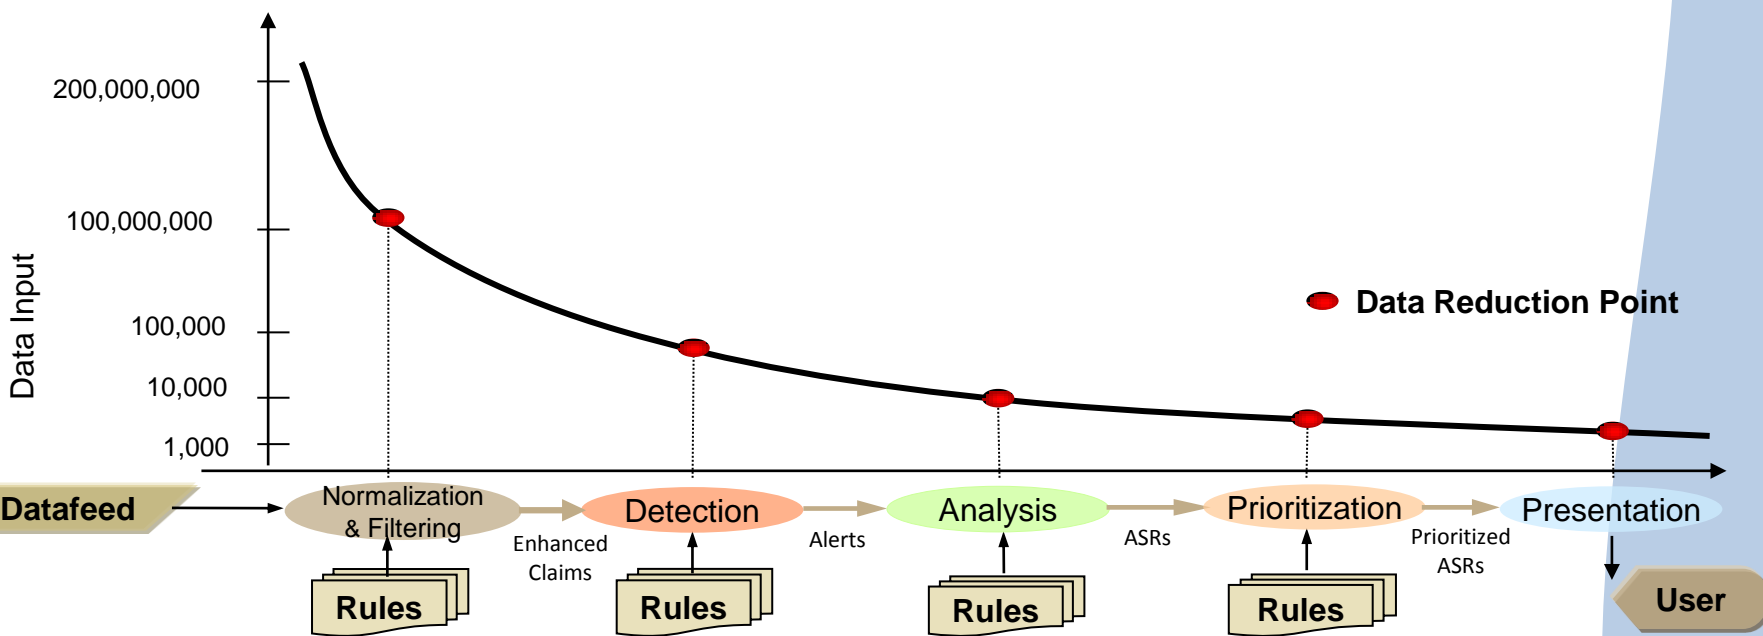 200,000,000
100,000,000
100,000
10,000
1,000
Data Input
Data Reduction Point
Datafeed
Normalization
& Filtering
Detection
Analysis
Prioritization
Presentation
Enhanced
Claims
Alerts
ASRs
Prioritized
ASRs
Rules
Rules
Rules
Rules
User